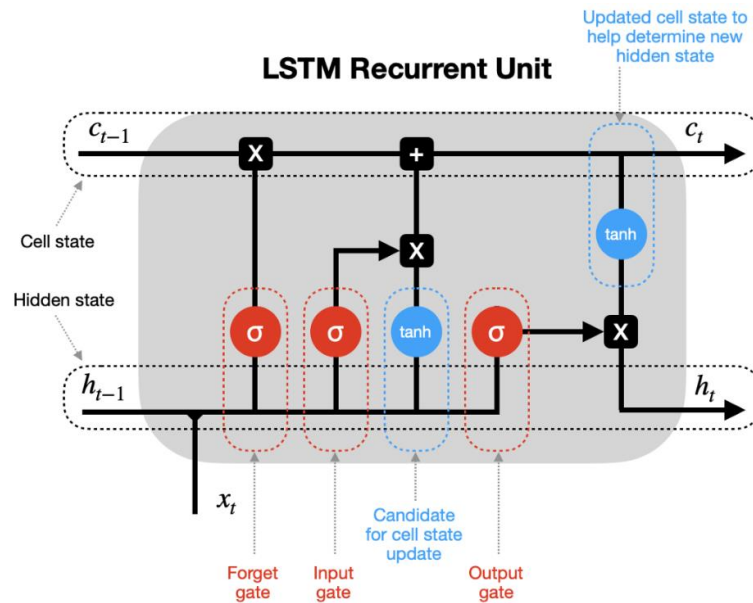 Updated cell state to
help determine new
hidden state
LSTM Recurrent Unit
c_{t-1}
c_t
X
+
Cell state
X
tanh
Hidden state
σ
σ
tanh
σ
X
h_{t-1}
h_t
x_t
Candidate
for cell state
update
Forget
gate
Input
gate
Output
gate